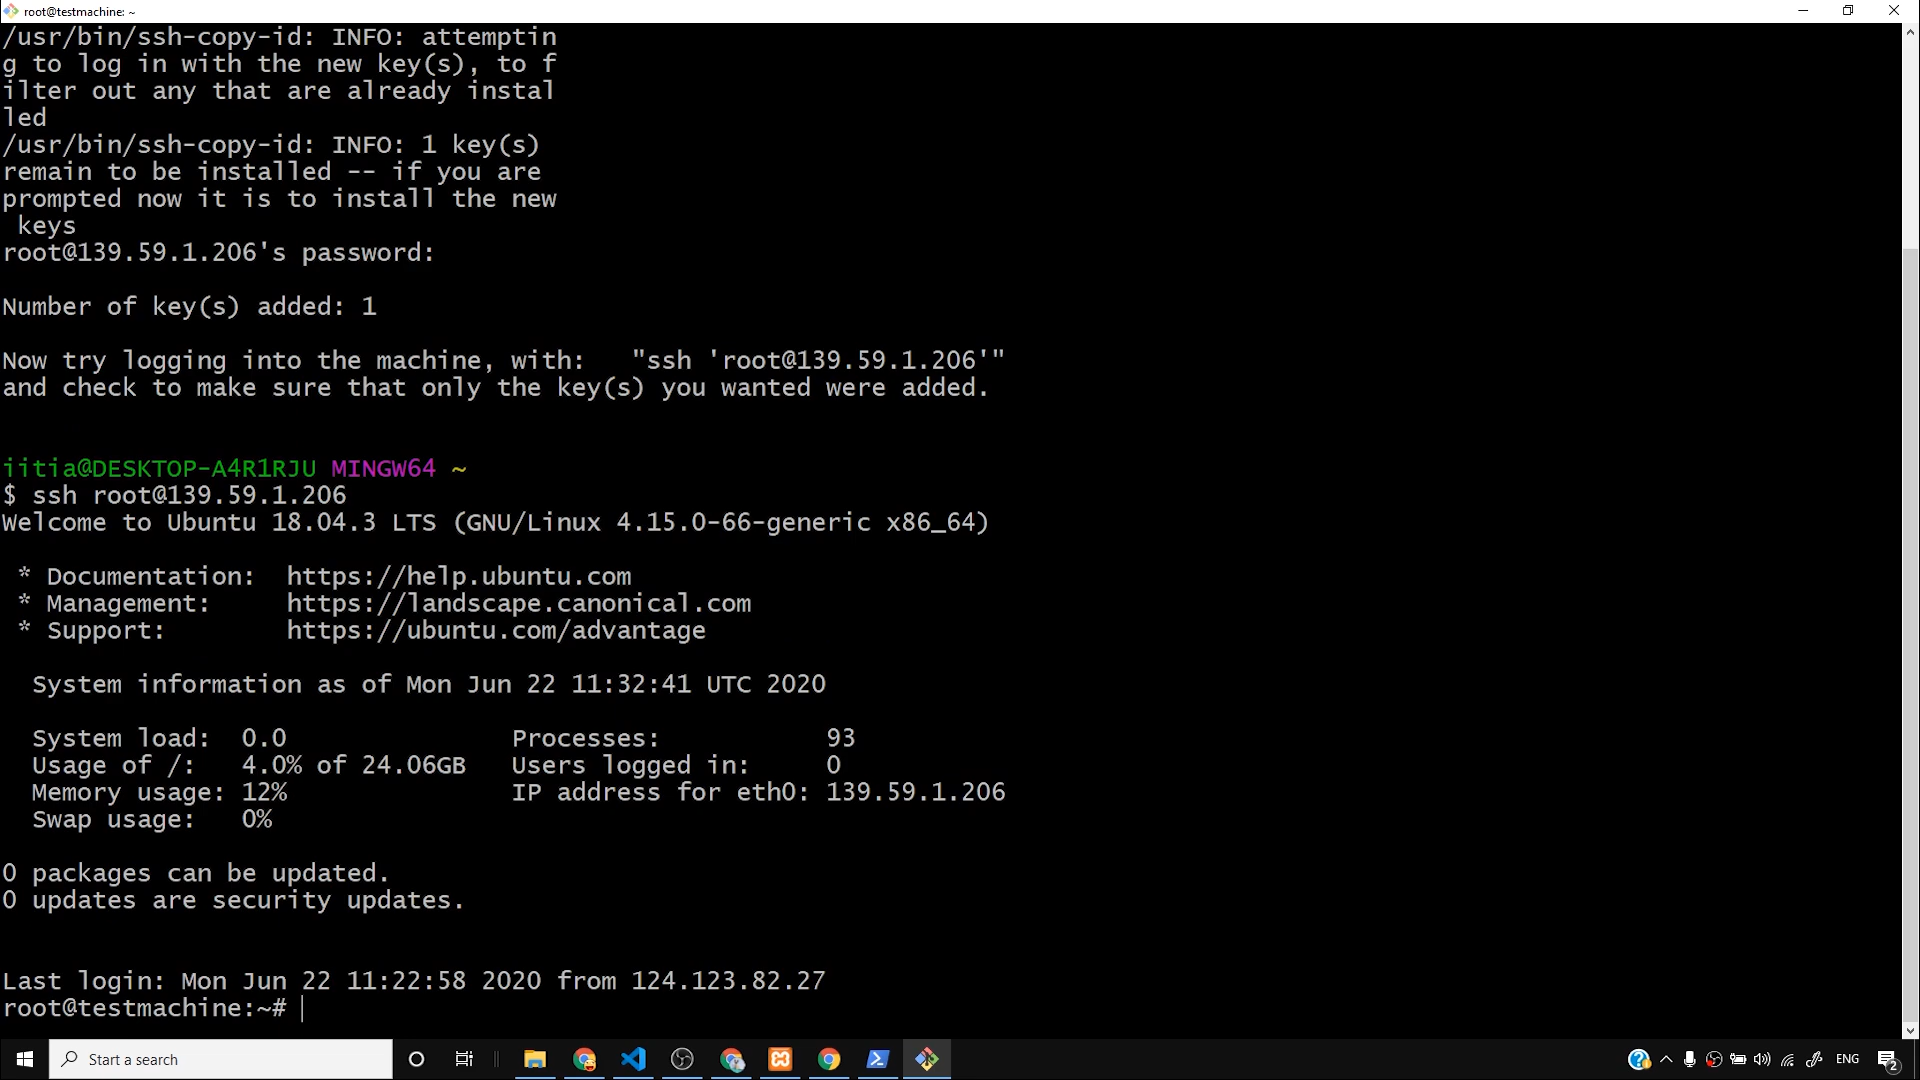 root@testmachine: ~
/usr/bin/ssh-copy-id: INFO: attemptin
g to log in with the new key(s), to f
ilter out any that are already instal
led
/usr/bin/ssh-copy-id: INFO: 1 key(s)
remain to be installed -- if you are
prompted now it is to install the new
 keys
root@139.59.1.206's password:
Number of key(s) added: 1
Now try logging into the machine, with:   "ssh 'root@139.59.1.206'"
and check to make sure that only the key(s) you wanted were added.
iitia@DESKTOP-A4R1RJU MINGW64 ~
$ ssh root@139.59.1.206
Welcome to Ubuntu 18.04.3 LTS (GNU/Linux 4.15.0-66-generic x86_64)
 * Documentation:  https://help.ubuntu.com
 * Management:     https://landscape.canonical.com
 * Support:        https://ubuntu.com/advantage
  System information as of Mon Jun 22 11:32:41 UTC 2020
  System load:  0.0               Processes:           93
  Usage of /:   4.0% of 24.06GB   Users logged in:     0
  Memory usage: 12%               IP address for eth0: 139.59.1.206
  Swap usage:   0%
0 packages can be updated.
0 updates are security updates.
Last login: Mon Jun 22 11:22:58 2020 from 124.123.82.27
root@testmachine:~#
Start a search
ENG
2